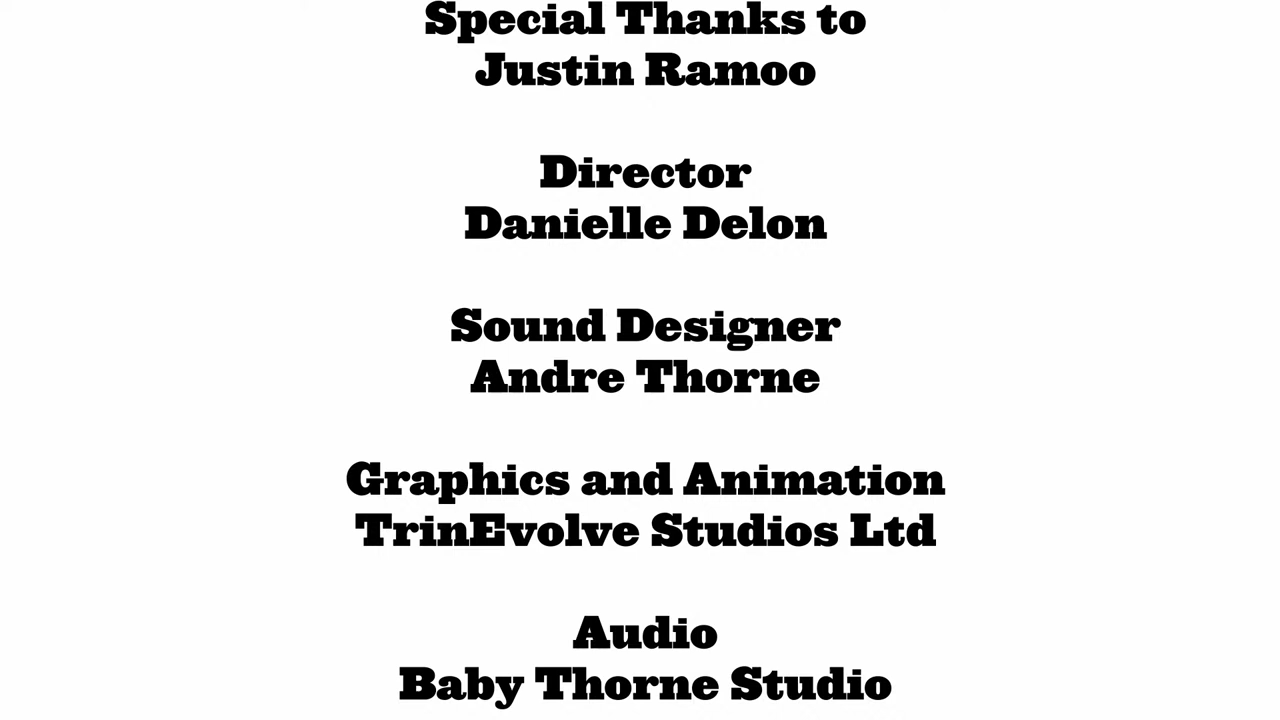 Special Thanks to
Justin Ramoo
Director
Danielle Delon
Sound Designer
Andre Thorne
Graphics and Animation
TrinEvolve Studios Ltd
Audio
Baby Thorne Studio